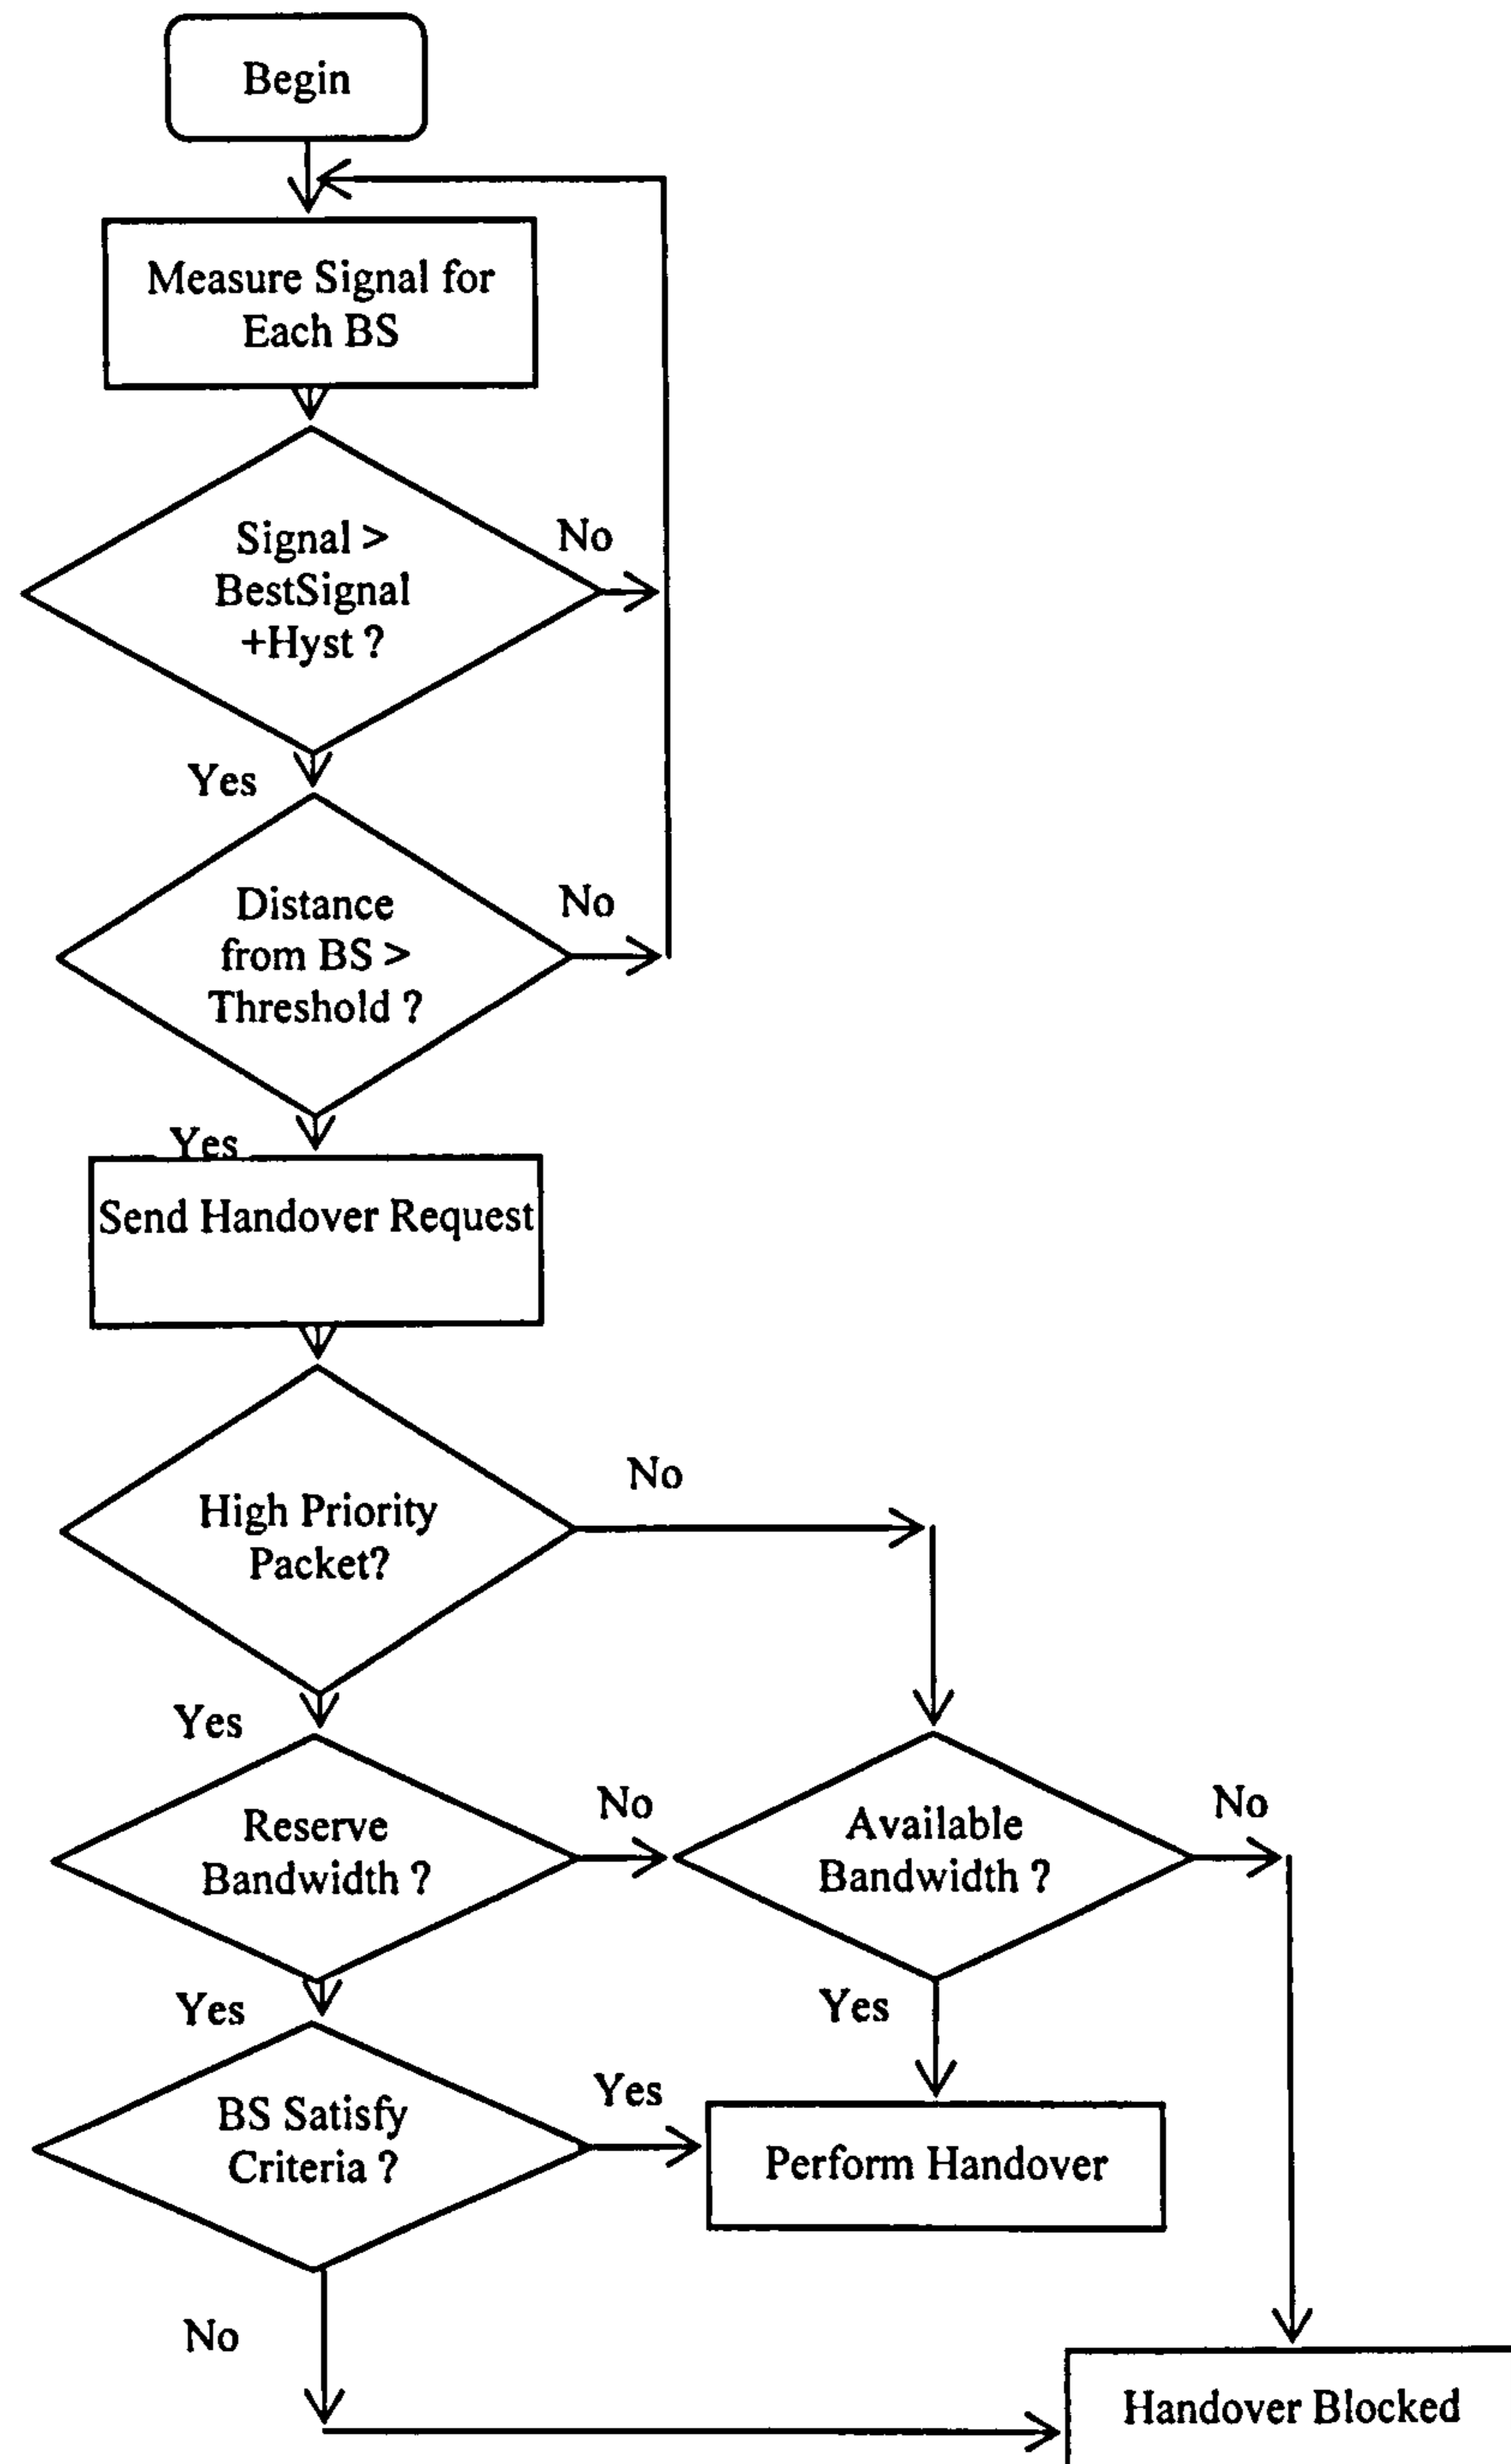 Begin
Measure Signal for
Each BS
Signal >
BestSignal
+Hyst ?
No
Yes
Distance
from BS >
Threshold ?
No
Yes
Send Handover Request
High Priority
Packet?
No
Yes
Reserve
Bandwidth ?
No
Available
Bandwidth ?
No
Yes
Yes
BS Satisfy
Criteria ?
Yes
Perform Handover
No
Handover Blocked